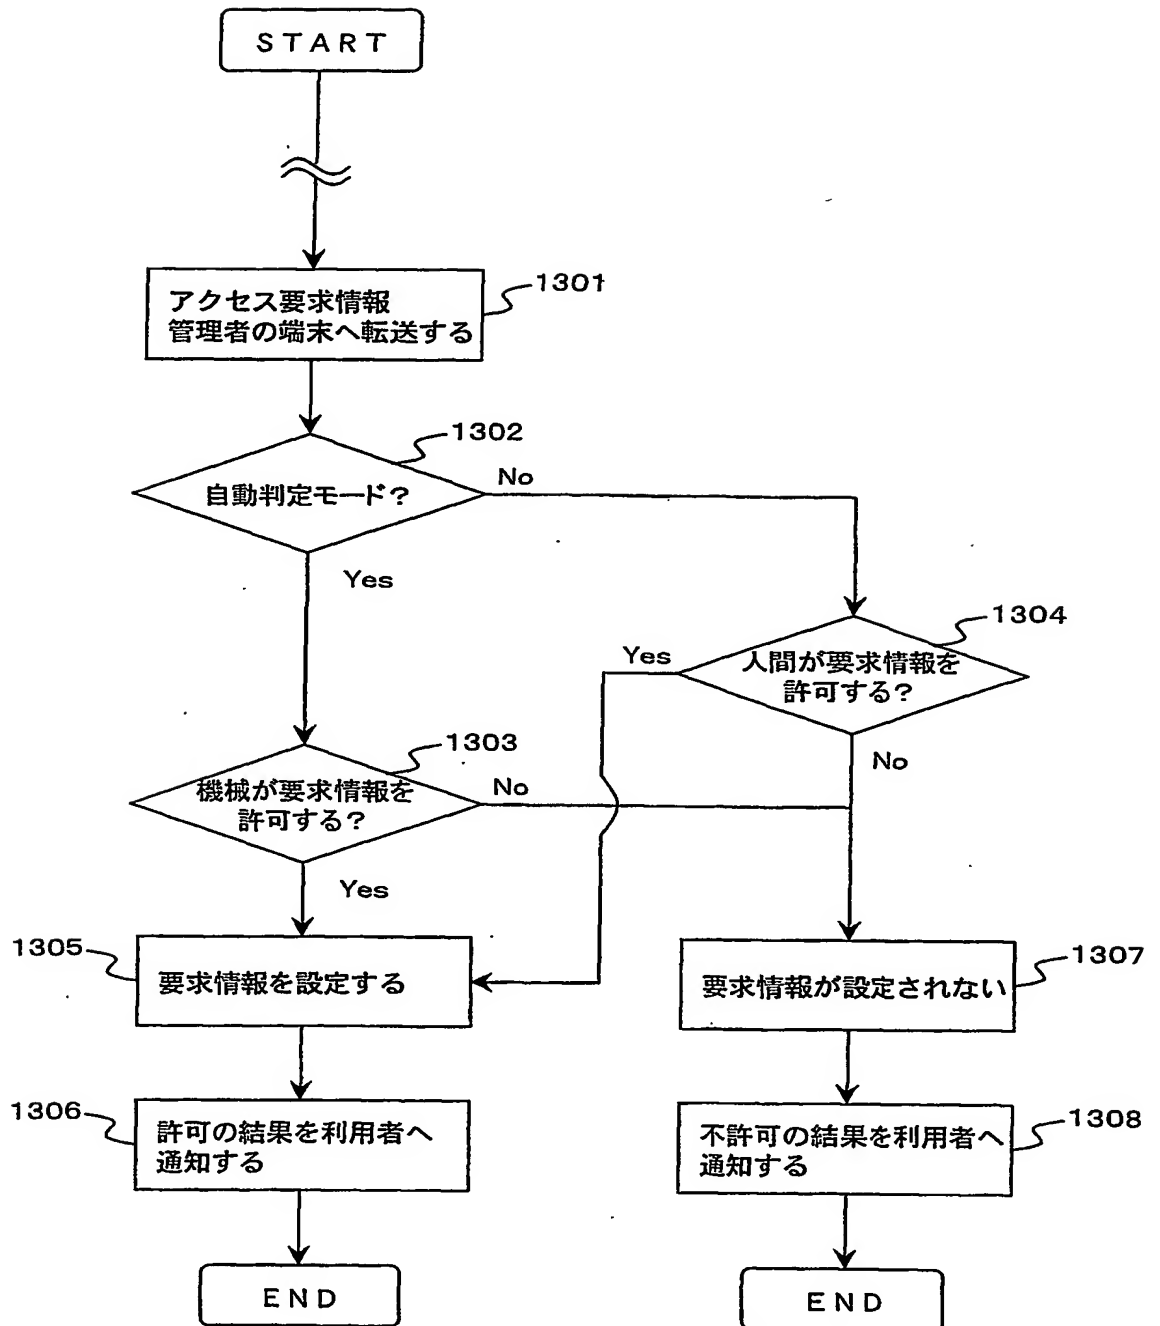 START
アクセス要求情報
管理者の端末へ転送する
1301
1302
自動判定モード?
No
Yes
1304
人間が要求情報を
許可する?
Yes
No
1303
機械が要求情報を
許可する?
No
Yes
1305
要求情報を設定する
1307
要求情報が設定されない
1306
許可の結果を利用者へ
通知する
1308
不許可の結果を利用者へ
通知する
END
END